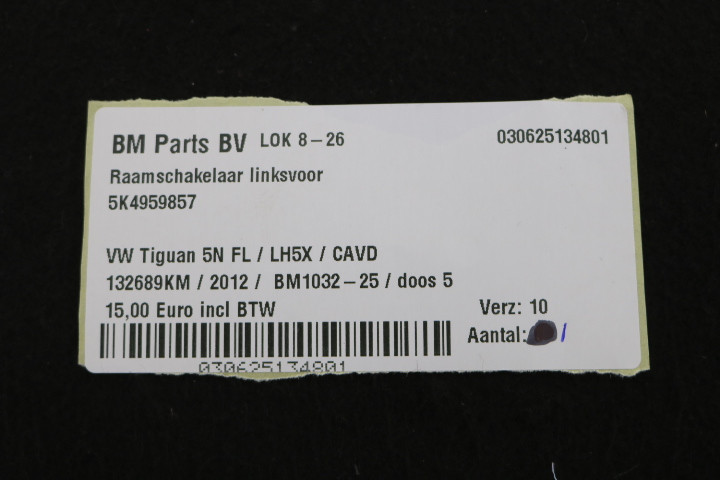 BM Parts BV LOK 8-26 030625134801
Raamschakelaar linksvoor
5K4959857
VW Tiguan 5N FL / LH5X / CAVD
132689KM / 2012 / BM1032-25 / doos 5
15,00 Euro incl BTW Verz: 10
Aantal: 1
030625134801